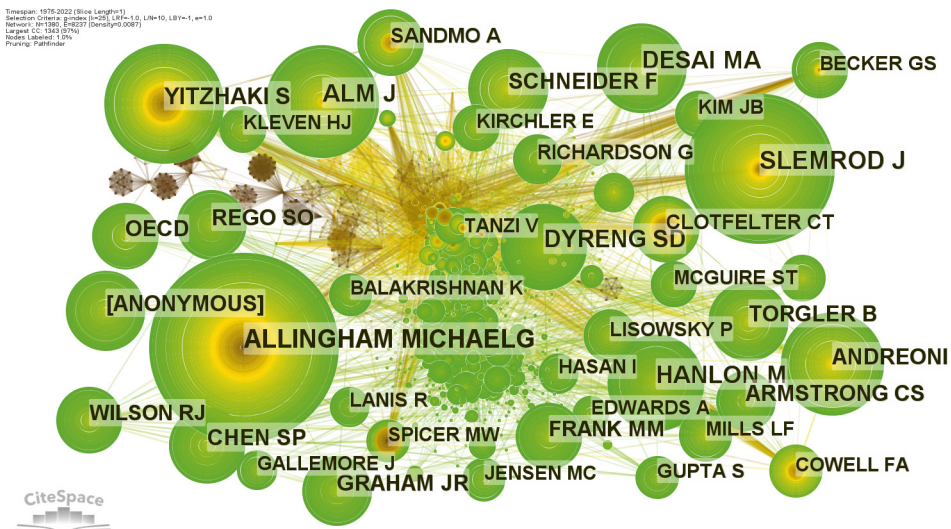 Timespan: 1975-2022 (Slice Length=1)
Selection Criteria: g-index (k=25), LRF=-1.0, L/N=10, LBY=-1, e=1.0
Network: N=1380, E=8237 (Density=0.0087)
Largest CC: 1343 (97%)
Nodes Labeled: 1.0%
Pruning: Pathfinder
SANDMO A
DESAI MA
BECKER GS
SCHNEIDER F
YITZHAKI S
ALM J
KIM JB
KLEVEN HJ
KIRCHLER E
RICHARDSON G
SLEMROD J
REGO SO
OECD
TANZI V
CLOTFELTER CT
DYRENG SD
MCGUIRE ST
BALAKRISHNAN K
[ANONYMOUS]
TORGLER B
LISOWSKY P
ALLINGHAM MICHAELG
ANDREONI
HASAN I
HANLON M
ARMSTRONG CS
LANIS R
EDWARDS A
WILSON RJ
FRANK MM
MILLS LF
SPICER MW
CHEN SP
GALLEMORE J
COWELL FA
JENSEN MC
GUPTA S
GRAHAM JR
CiteSpace